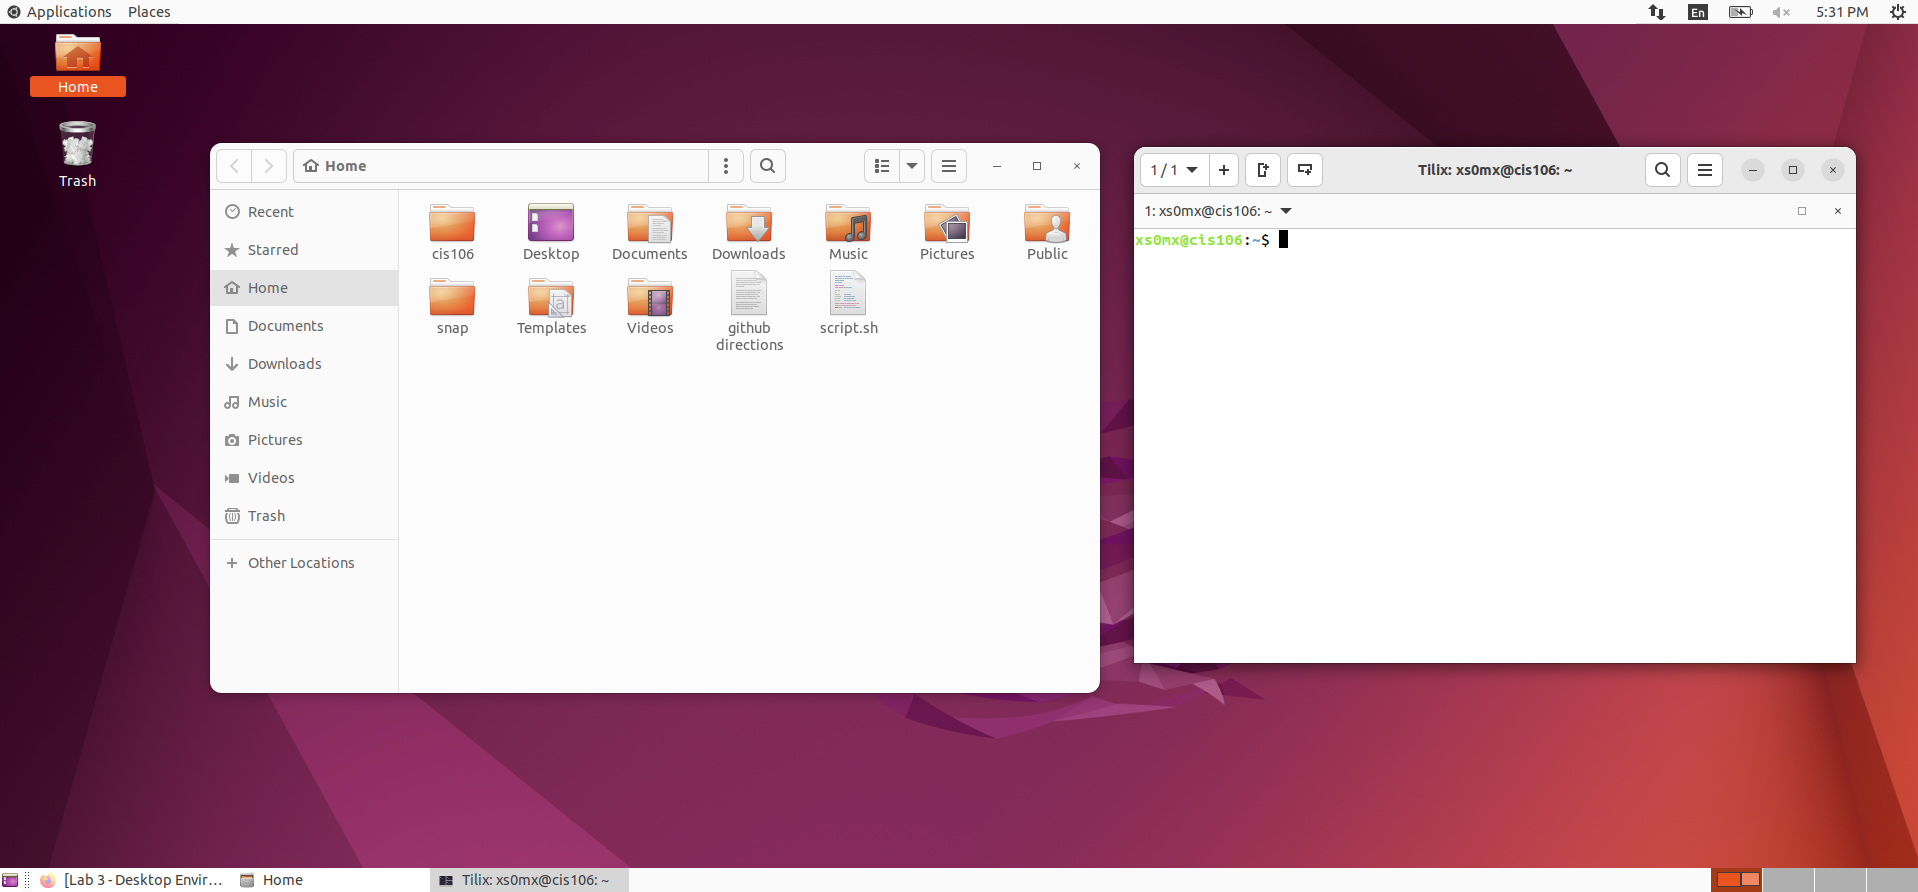 Applications Places
En 5:31 PM
Home
Trash
Home
Recent
Starred
Home
Documents
Downloads
Music
Pictures
Videos
Trash
Other Locations
cis106 Desktop Documents Downloads Music Pictures Public
snap Templates Videos github directions script.sh
1 / 1 Tilix: xs0mx@cis106: ~
1: xs0mx@cis106: ~
xs0mx@cis106:~$
[Lab 3 - Desktop Envir… Home Tilix: xs0mx@cis106: ~